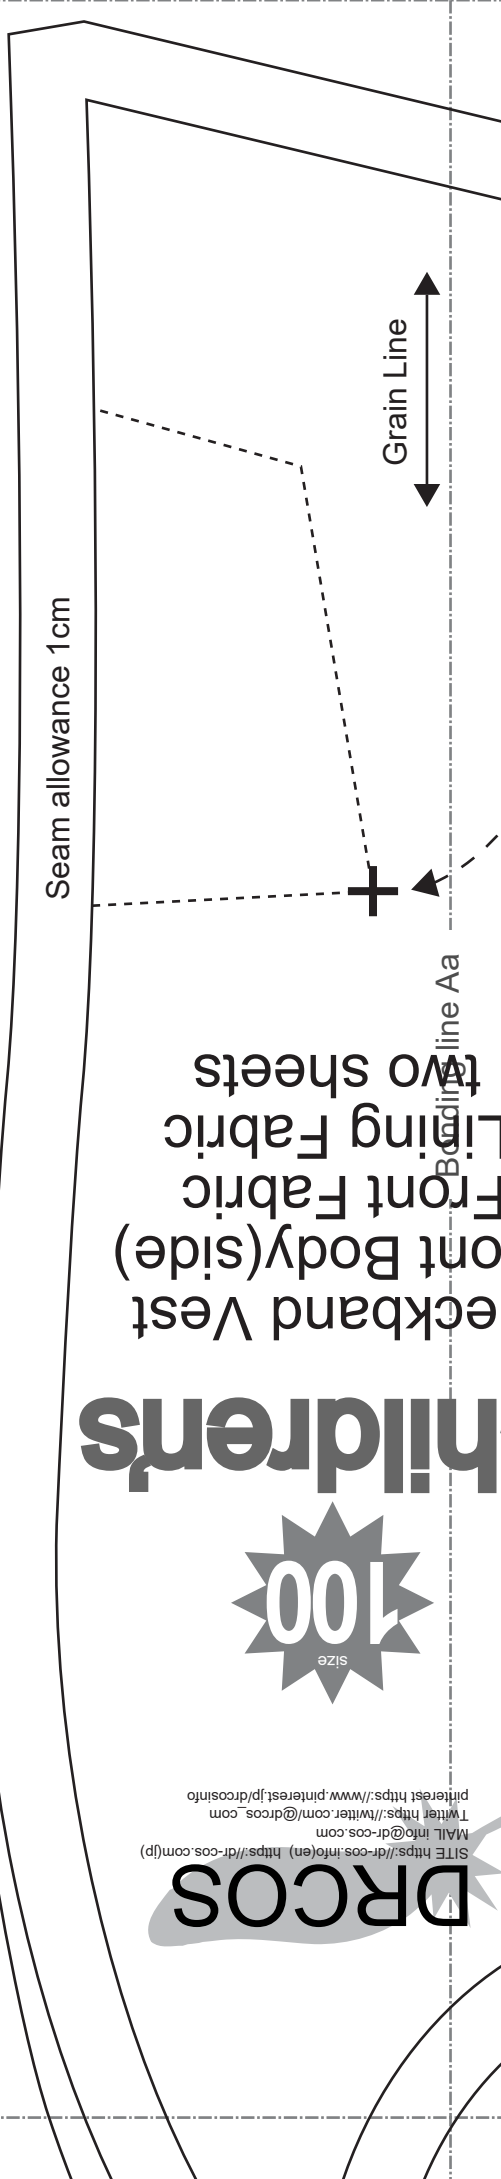 Grain Line
Seam allowance 1cm
Bonding line Aa
DRCOS
SITE https://dr-cos.info(en) https://dr-cos.com(jp)
MAIL info@dr-cos.com
Twitter https://twitter.com/@drcos_com
pinterest https://www.pinterest.jp/drcosinfo
size
100
hildren's
eckband Vest
ont Body(side)
Front Fabric
Lining Fabric
two sheets